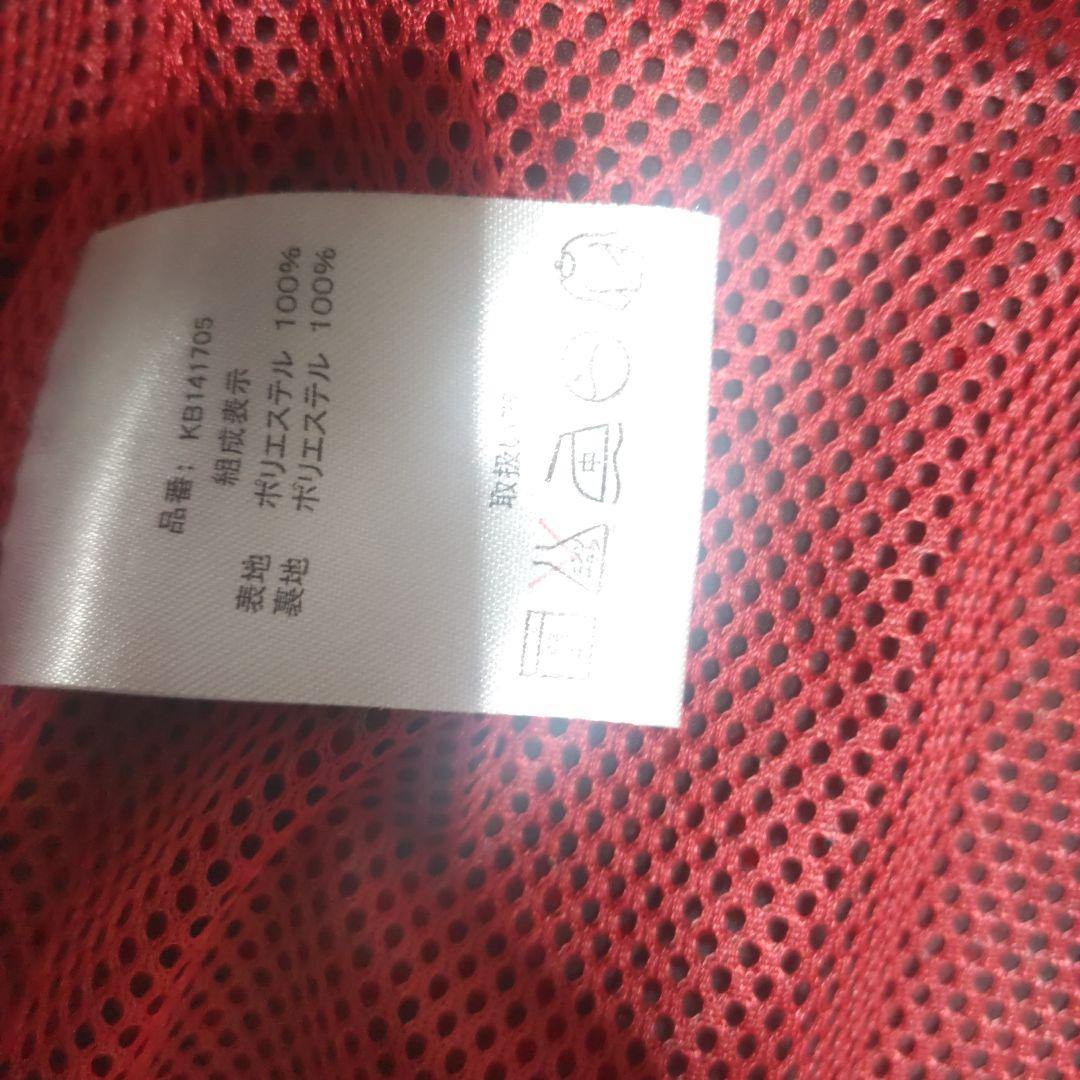 品番: KB141705
組成表示
表地 ポリエステル 100%
裏地 ポリエステル 100%
取扱い
中